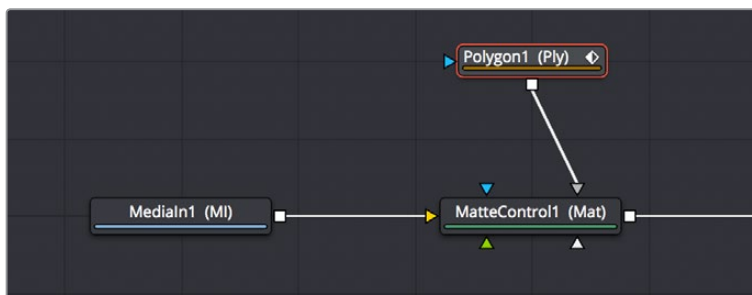 Polygon1 (Ply)
MediaIn1 (MI)
MatteControl1 (Mat)